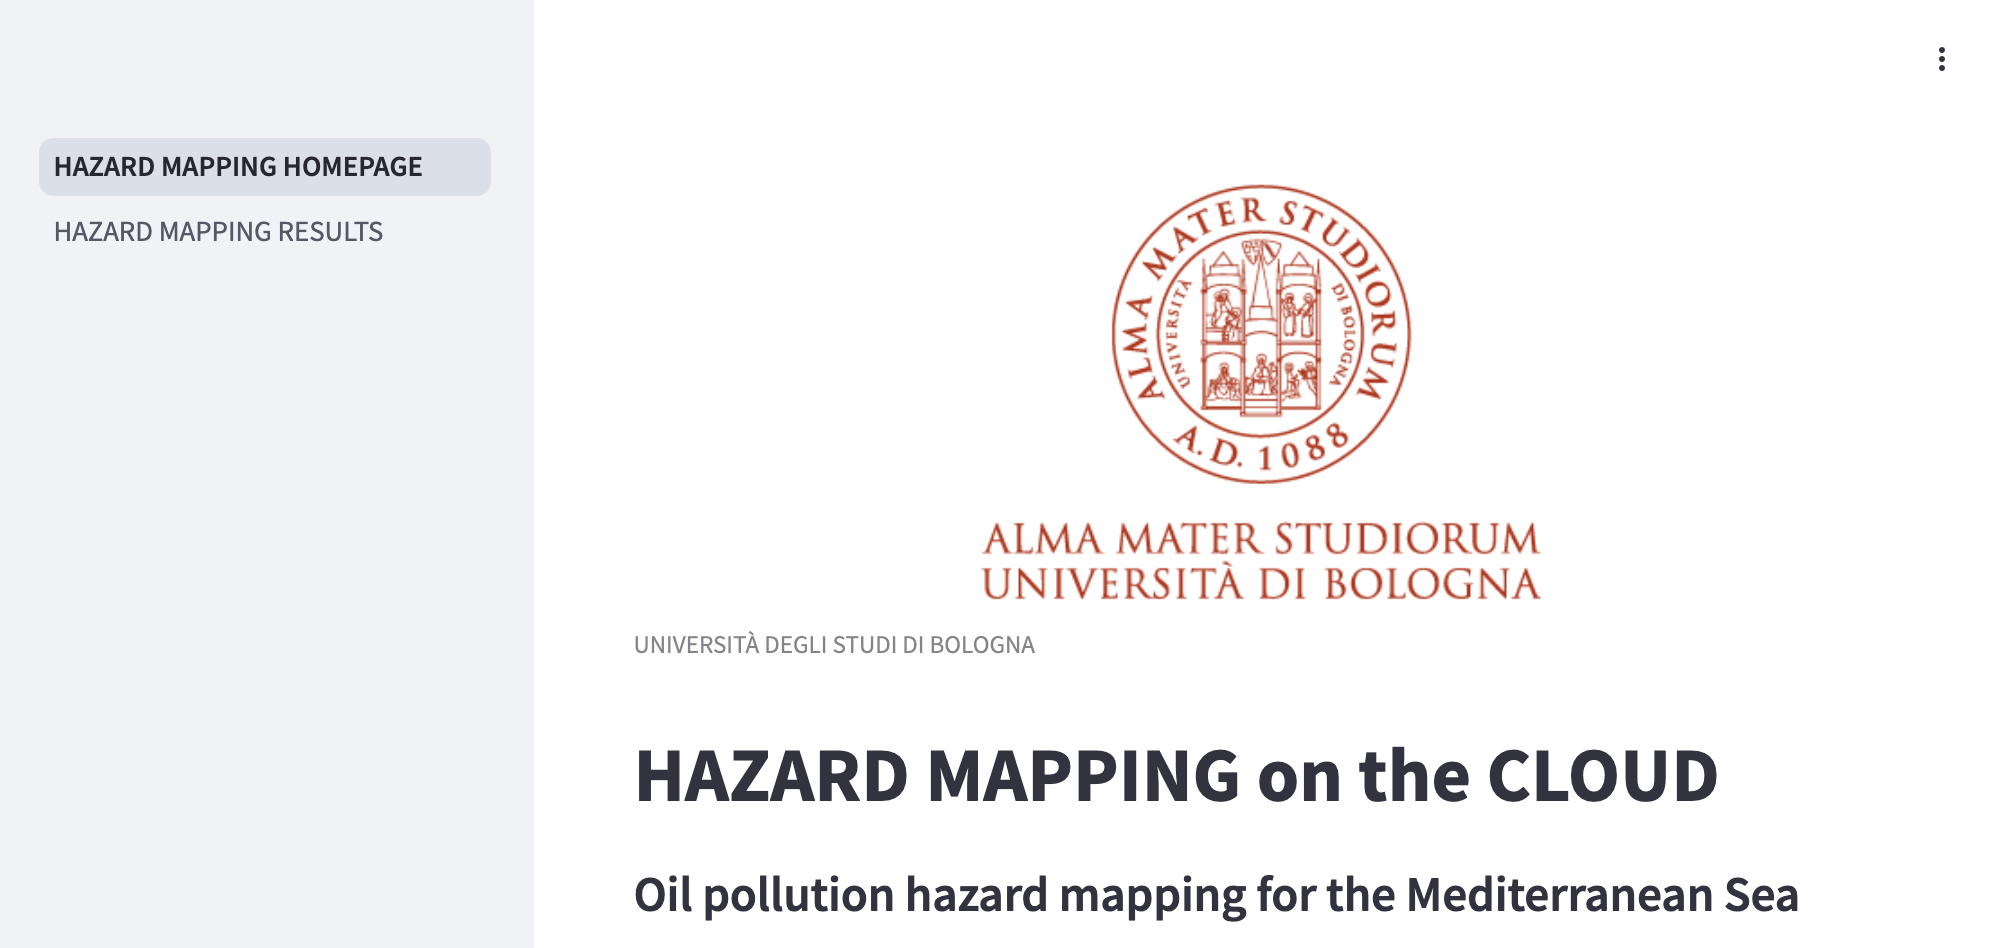 HAZARD MAPPING HOMEPAGE
HAZARD MAPPING RESULTS
ALMA MATER STUDIORUM
UNIVERSITÀ DI BOLOGNA
A.D. 1088
ALMA MATER STUDIORUM
UNIVERSITÀ DI BOLOGNA
UNIVERSITÀ DEGLI STUDI DI BOLOGNA
HAZARD MAPPING on the CLOUD
Oil pollution hazard mapping for the Mediterranean Sea